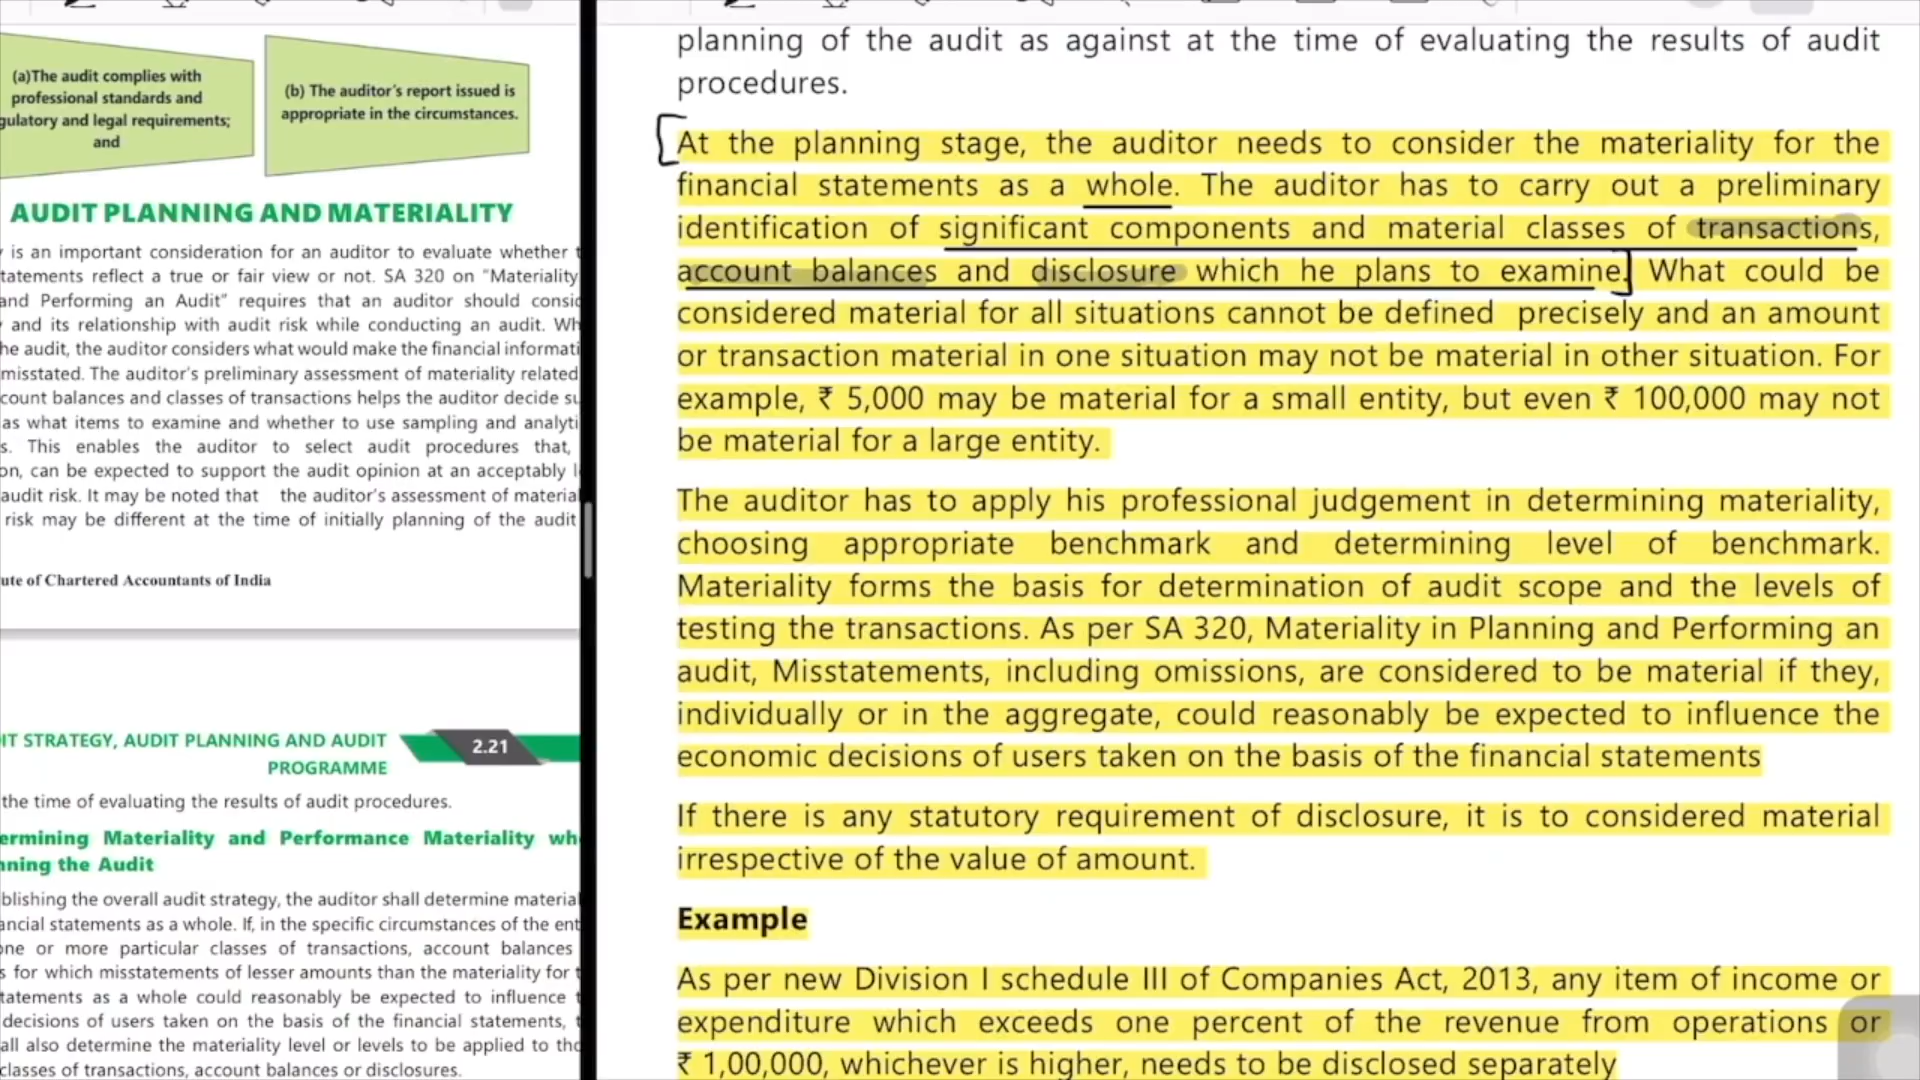 (a)The audit complies with
professional standards and
gulatory and legal requirements;
and
(b) The auditor's report issued is
appropriate in the circumstances.
AUDIT PLANNING AND MATERIALITY
y is an important consideration for an auditor to evaluate whether
tatements reflect a true or fair view or not. SA 320 on "Materiality
and Performing an Audit" requires that an auditor should
and its relationship with audit risk while conducting an audit.
he audit, the auditor considers what would make the financial
misstated. The auditor's preliminary assessment of materiality related
count balances and classes of transactions helps the auditor decide
as what items to examine and whether to use sampling and
s. This enables the auditor to select audit procedures that,
on, can be expected to support the audit opinion at an acceptably
audit risk. It may be noted that the auditor's assessment of
risk may be different at the time of initially planning of the audit
ute of Chartered Accountants of India
IT STRATEGY, AUDIT PLANNING AND AUDIT
PROGRAMME
2.21
the time of evaluating the results of audit procedures.
ermining Materiality and Performance Materiality
nning the Audit
blishing the overall audit strategy, the auditor shall determine
ancial statements as a whole. If, in the specific circumstances of the
one or more particular classes of transactions, account balances
s for which misstatements of lesser amounts than the materiality for
tatements as a whole could reasonably be expected to influence
decisions of users taken on the basis of the financial statements,
all also determine the materiality level or levels to be applied to
classes of transactions, account balances or disclosures.
planning of the audit as against at the time of evaluating the results of audit
procedures.
At the planning stage, the auditor needs to consider the materiality for the
financial statements as a whole. The auditor has to carry out a preliminary
identification of significant components and material classes of transactions,
account balances and disclosure which he plans to examine. What could be
considered material for all situations cannot be defined precisely and an amount
or transaction material in one situation may not be material in other situation. For
example, ₹ 5,000 may be material for a small entity, but even ₹ 100,000 may not
be material for a large entity.
The auditor has to apply his professional judgement in determining materiality,
choosing appropriate benchmark and determining level of benchmark.
Materiality forms the basis for determination of audit scope and the levels of
testing the transactions. As per SA 320, Materiality in Planning and Performing an
audit, Misstatements, including omissions, are considered to be material if they,
individually or in the aggregate, could reasonably be expected to influence the
economic decisions of users taken on the basis of the financial statements
If there is any statutory requirement of disclosure, it is to considered material
irrespective of the value of amount.
Example
As per new Division I schedule III of Companies Act, 2013, any item of income or
expenditure which exceeds one percent of the revenue from operations or
₹ 1,00,000, whichever is higher, needs to be disclosed separately